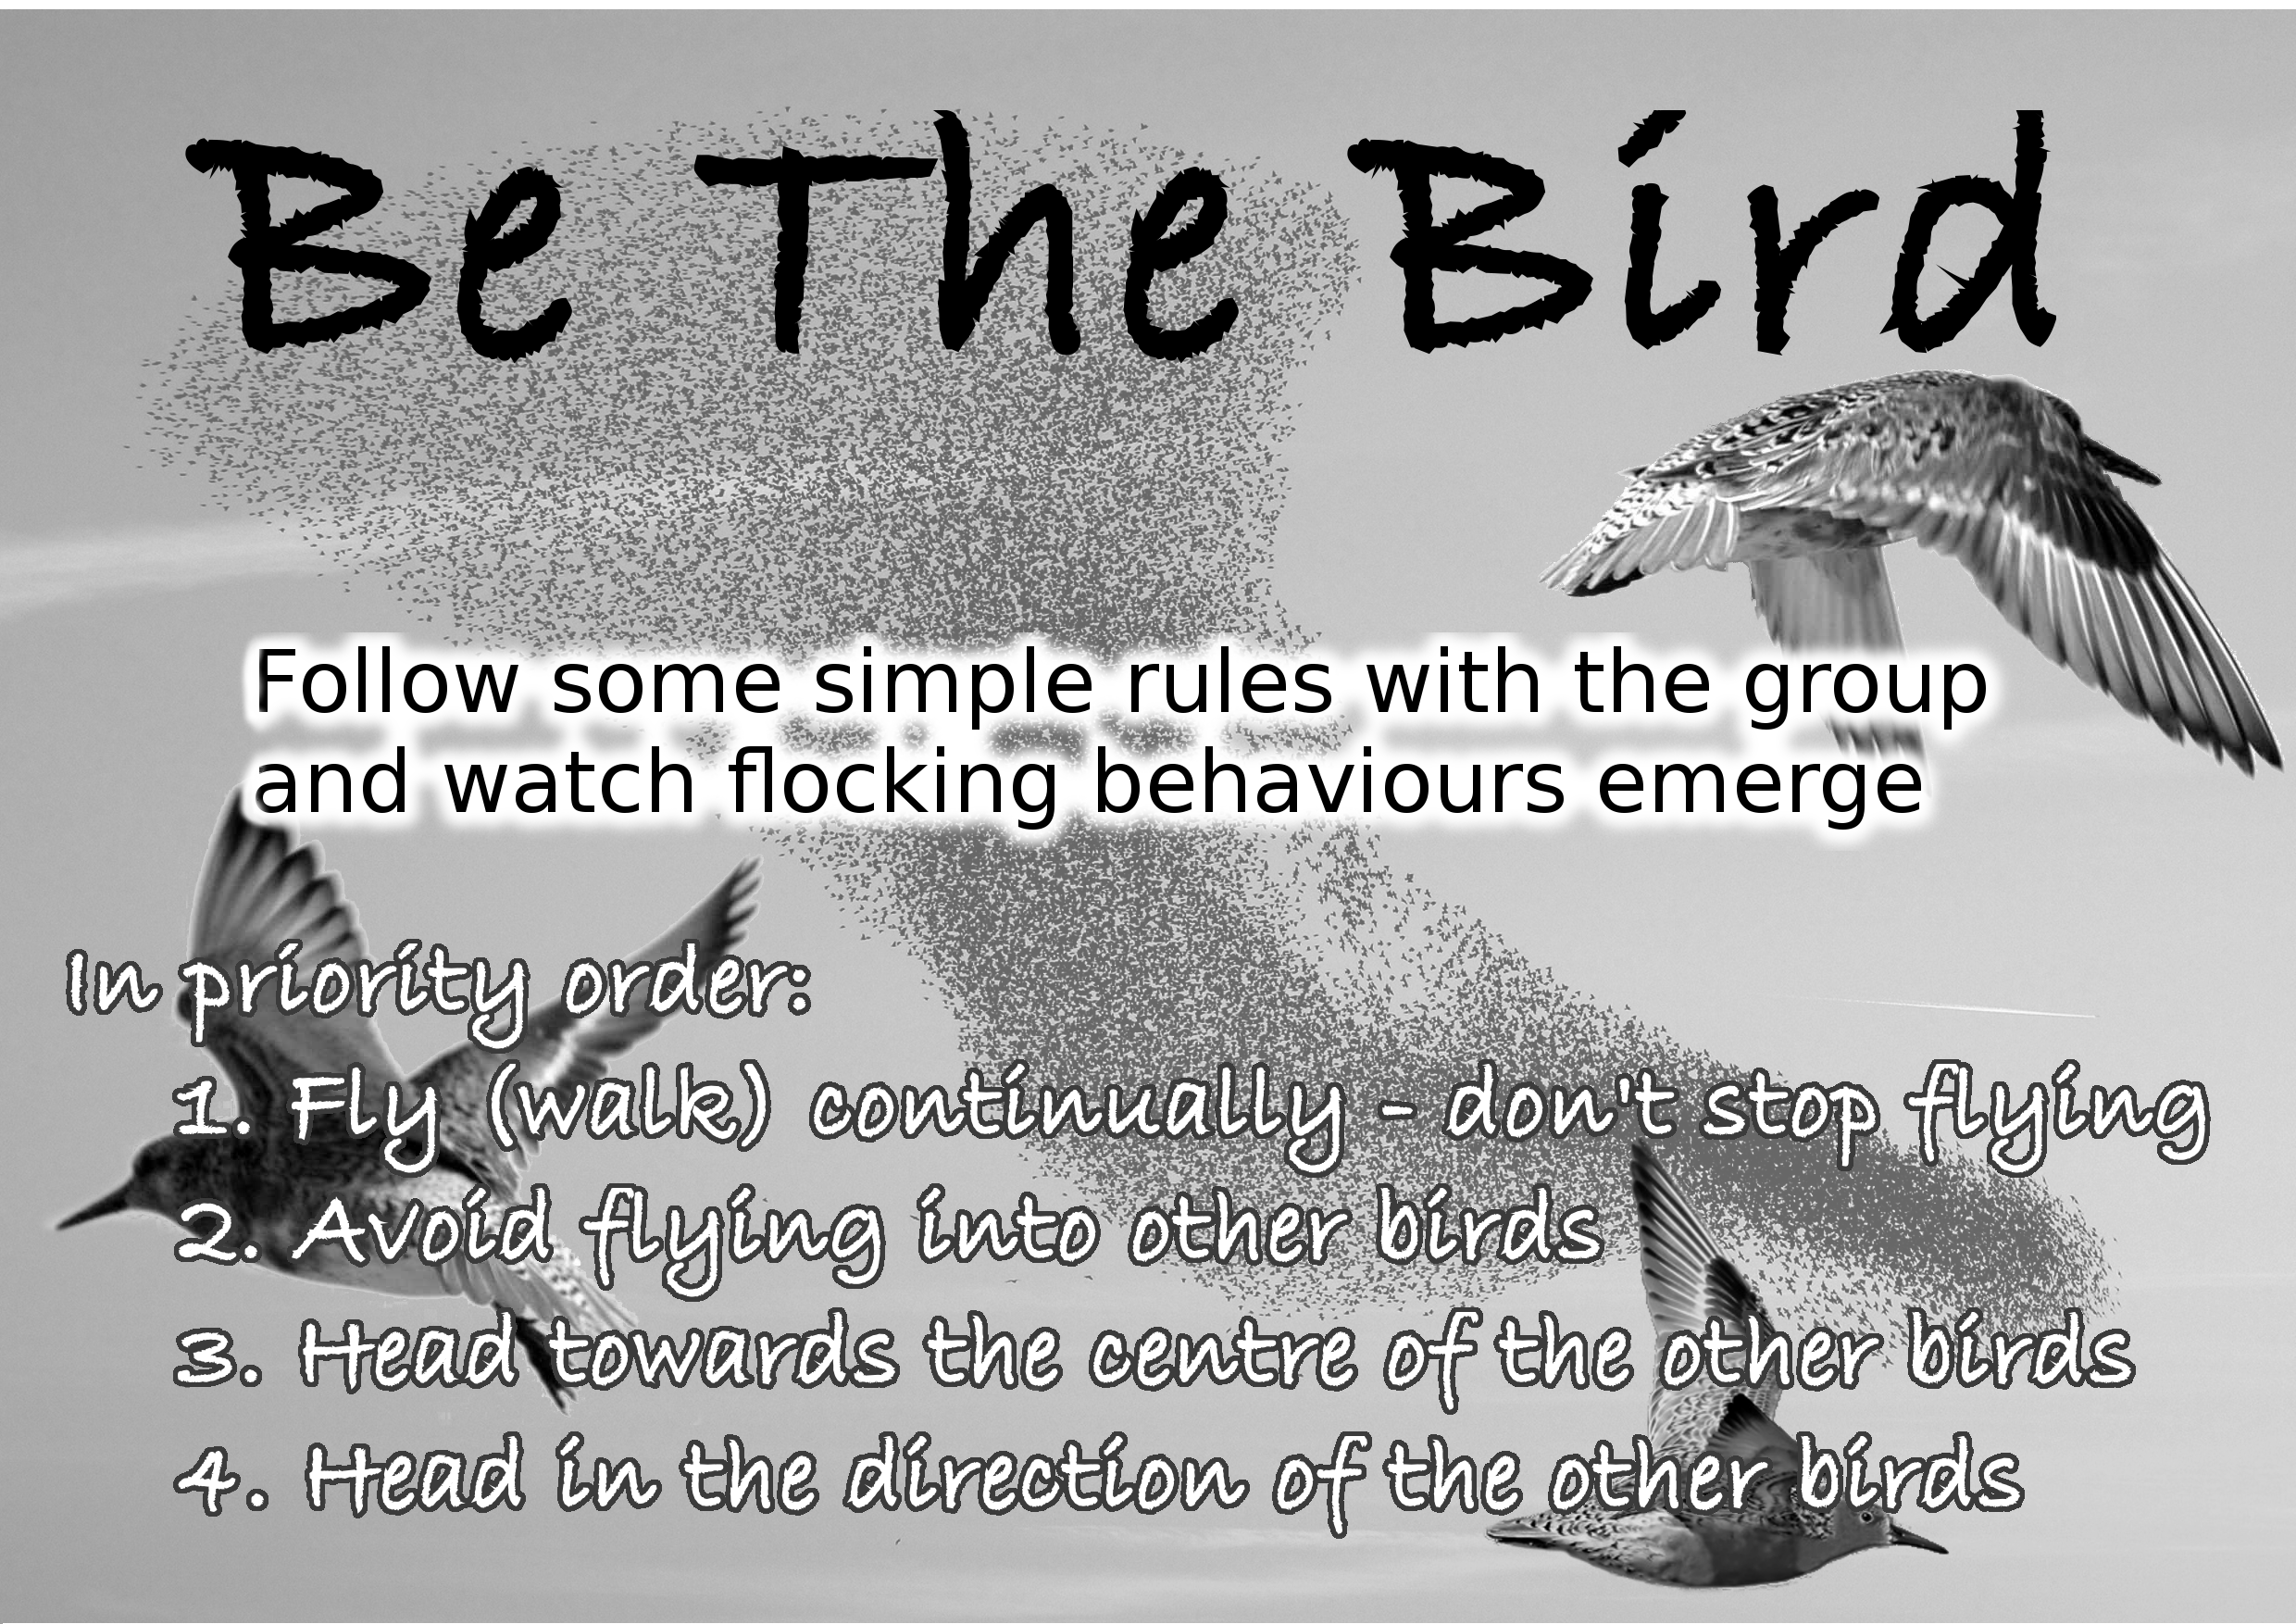 Be The Bird
Follow some simple rules with the group
and watch flocking behaviours emerge
In priority order:
1. Fly (walk) continually - don't stop flying
2. Avoid flying into other birds
3. Head towards the centre of the other birds
4. Head in the direction of the other birds